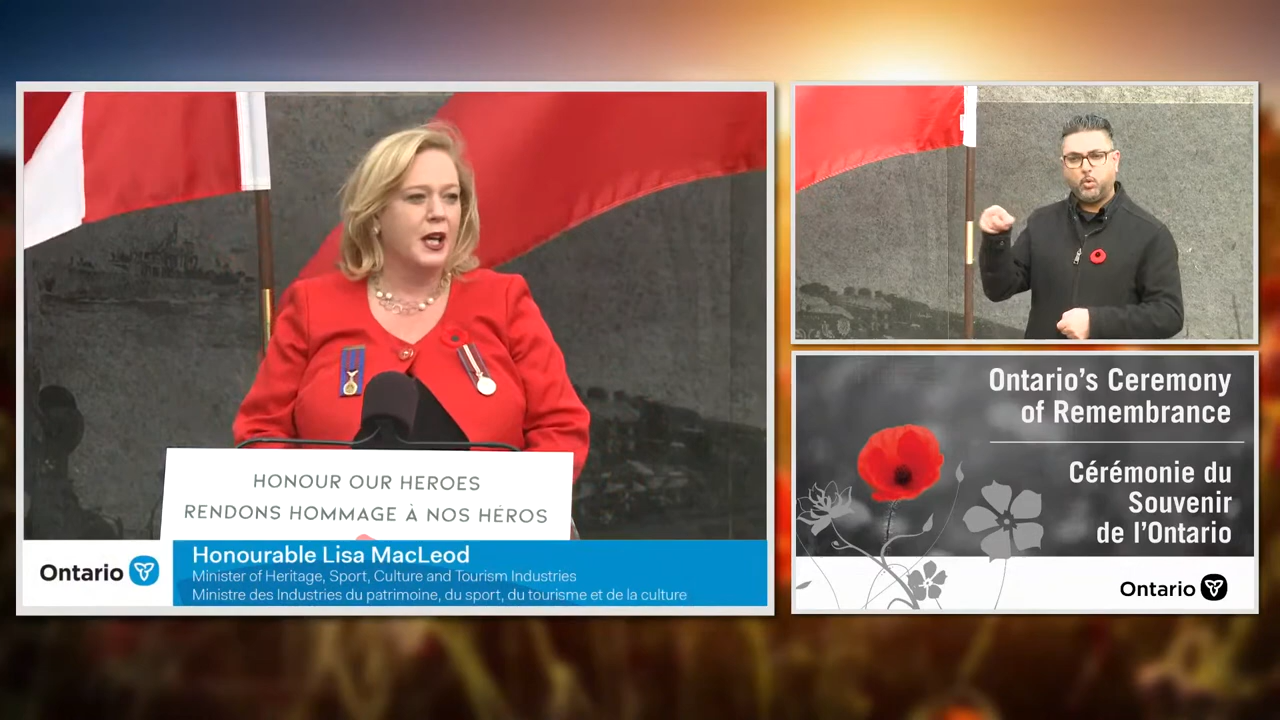 HONOUR OUR HEROES
RENDONS HOMMAGE À NOS HÉROS
Ontario
Honourable Lisa MacLeod
Minister of Heritage, Sport, Culture and Tourism Industries
Ministre des Industries du patrimoine, du sport, du tourisme et de la culture
Ontario's Ceremony
of Remembrance
Cérémonie du
Souvenir
de l'Ontario
Ontario